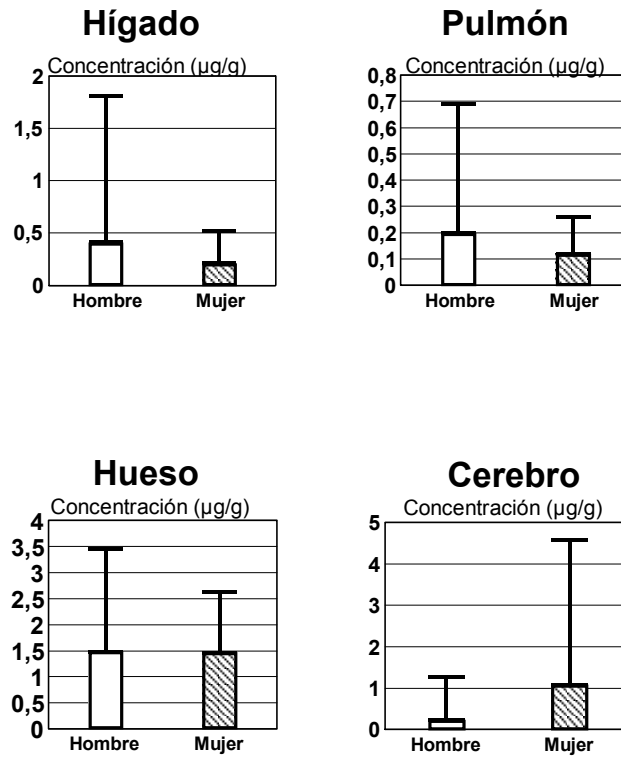 Hígado
Concentración (µg/g)
2
1,5
1
0,5
0
Hombre Mujer
Pulmón
Concentración (µg/g)
0,8
0,7
0,6
0,5
0,4
0,3
0,2
0,1
0
Hombre Mujer
Hueso
Concentración (µg/g)
4
3,5
3
2,5
2
1,5
1
0,5
0
Hombre Mujer
Cerebro
Concentración (µg/g)
5
4
3
2
1
0
Hombre Mujer